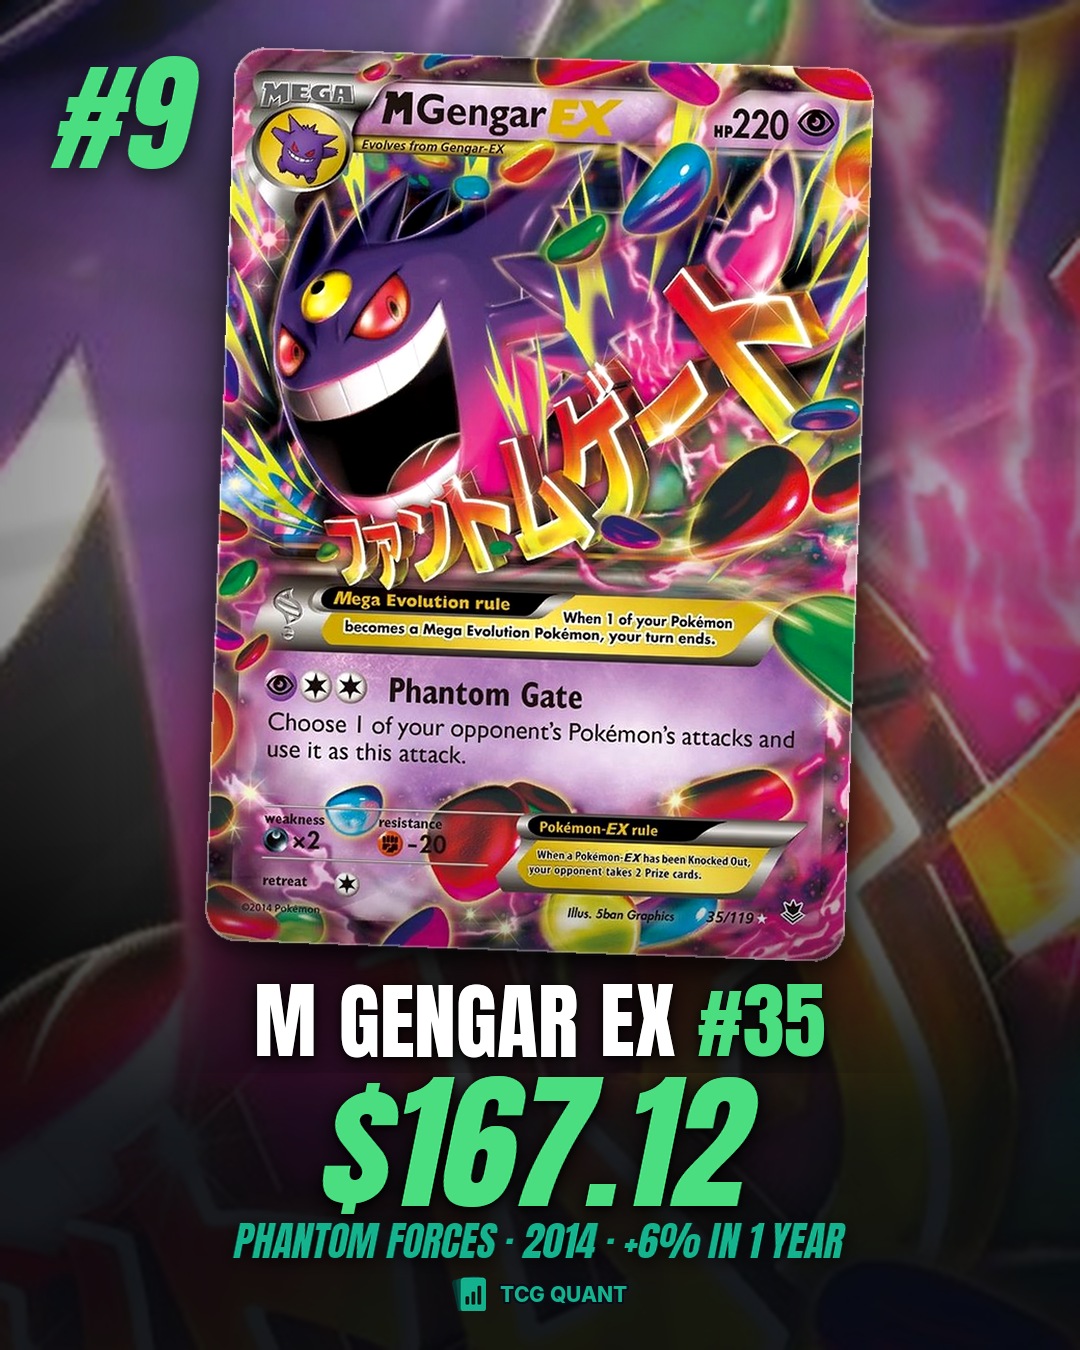 #9
MEGA
MGengar EX
HP220
Evolves from Gengar-EX
ファントムゲート
Mega Evolution rule
When 1 of your Pokémon
becomes a Mega Evolution Pokémon, your turn ends.
Phantom Gate
Choose 1 of your opponent's Pokémon's attacks and
use it as this attack.
weakness
×2
resistance
-20
retreat
Pokémon-EX rule
When a Pokémon-EX has been Knocked Out,
your opponent takes 2 Prize cards.
©2014 Pokémon
Illus. 5ban Graphics
35/119
M GENGAR EX #35
$167.12
PHANTOM FORCES · 2014 · +6% IN 1 YEAR
TCG QUANT